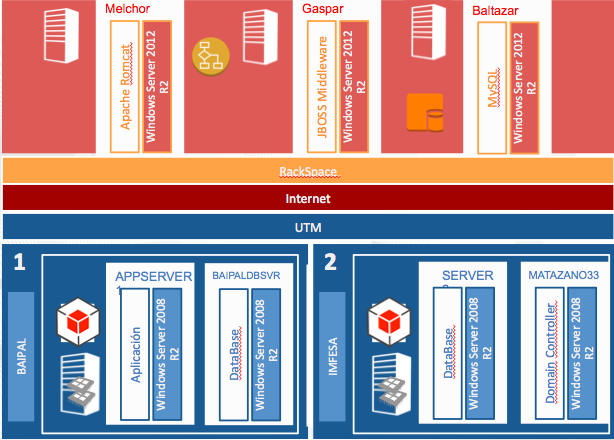 Melchor
Gaspar
Baltazar
Apache Romcat
Windows Server 2012
R2
JBOSS Middleware
Windows Server 2012
R2
MySQL
Windows Server 2012
R2
RackSpace
Internet
UTM
1
2
BAIPAL
APPSERVER
1
BAIPALDBSVR
Aplicación
Windows Server 2008
R2
DataBase
Windows Server 2008
R2
IMFESA
SERVER
MATAZANO33
DataBase
Windows Server 2008
R2
Domain Controller
Windows Server 2008
R2